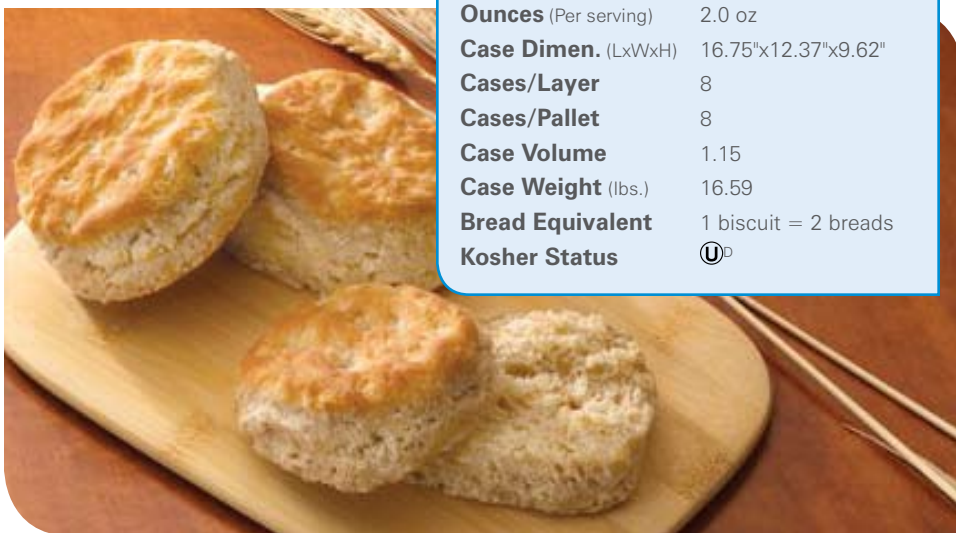 Ounces (Per serving) 2.0 oz
Case Dimen. (LxWxH) 16.75"x12.37"x9.62"
Cases/Layer 8
Cases/Pallet 8
Case Volume 1.15
Case Weight (lbs.) 16.59
Bread Equivalent 1 biscuit = 2 breads
Kosher Status ⓊD